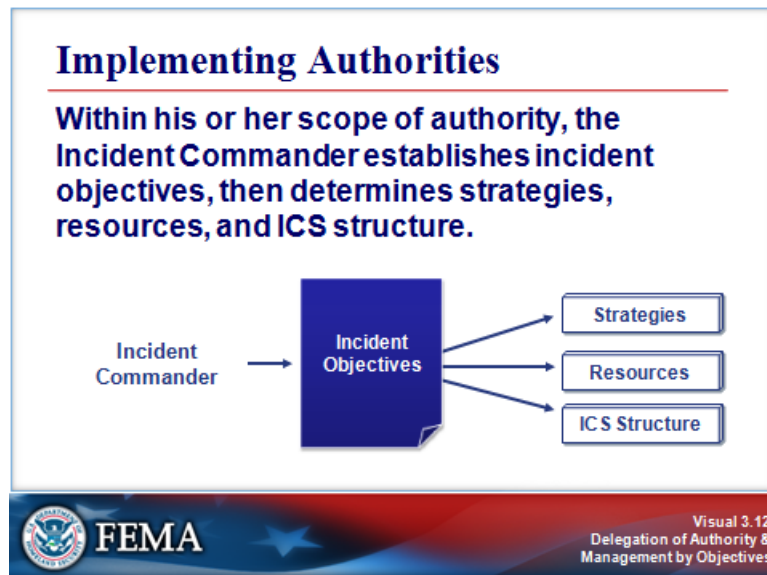 Implementing Authorities
Within his or her scope of authority, the
Incident Commander establishes incident
objectives, then determines strategies,
resources, and ICS structure.
Incident
Commander
Incident
Objectives
Strategies
Resources
ICS Structure
FEMA
Visual 3.12
Delegation of Authority &
Management by Objectives